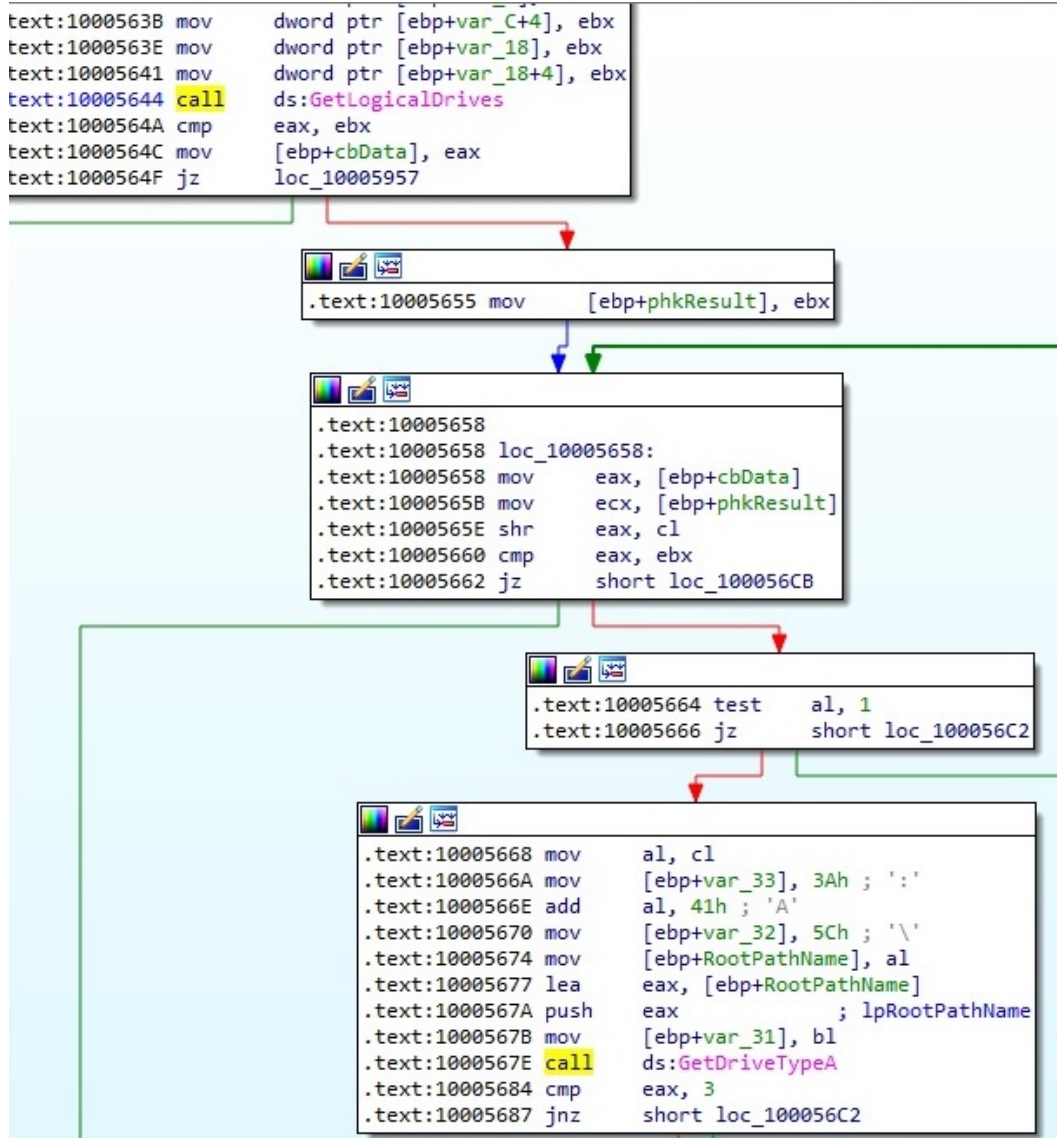 text:1000563B mov dword ptr [ebp+var_C+4], ebx
text:1000563E mov dword ptr [ebp+var_18], ebx
text:10005641 mov dword ptr [ebp+var_18+4], ebx
text:10005644 call ds:GetLogicalDrives
text:1000564A cmp eax, ebx
text:1000564C mov [ebp+cbData], eax
text:1000564F jz loc_10005957
.text:10005655 mov [ebp+phkResult], ebx
.text:10005658
.text:10005658 loc_10005658:
.text:10005658 mov eax, [ebp+cbData]
.text:1000565B mov ecx, [ebp+phkResult]
.text:1000565E shr eax, cl
.text:10005660 cmp eax, ebx
.text:10005662 jz short loc_100056CB
.text:10005664 test al, 1
.text:10005666 jz short loc_100056C2
.text:10005668 mov al, cl
.text:1000566A mov [ebp+var_33], 3Ah ; ':'
.text:1000566E add al, 41h ; 'A'
.text:10005670 mov [ebp+var_32], 5Ch ; '\'
.text:10005674 mov [ebp+RootPathName], al
.text:10005677 lea eax, [ebp+RootPathName]
.text:1000567A push eax ; lpRootPathName
.text:1000567B mov [ebp+var_31], bl
.text:1000567E call ds:GetDriveTypeA
.text:10005684 cmp eax, 3
.text:10005687 jnz short loc_100056C2